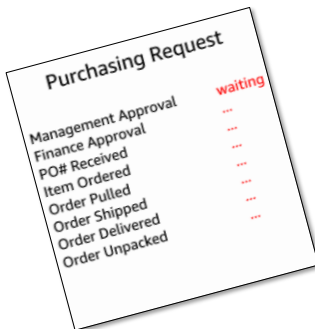 Purchasing Request
Management Approval waiting
Finance Approval ...
PO# Received ...
Item Ordered ...
Order Pulled ...
Order Shipped ...
Order Delivered ...
Order Unpacked ...